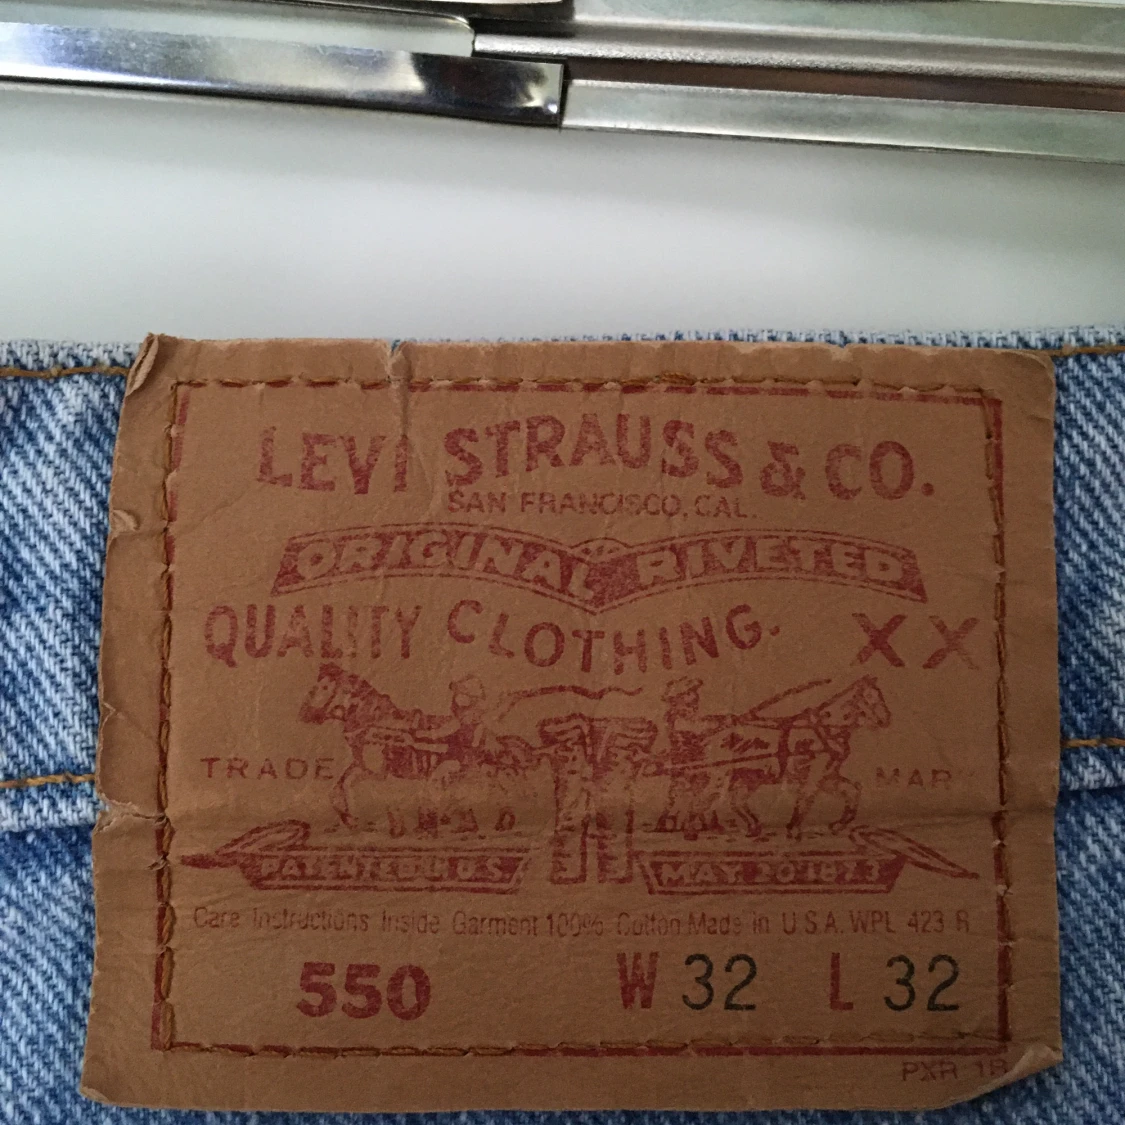 LEVI STRAUSS & CO.
SAN FRANCISCO, CAL.
ORIGINAL RIVETED
QUALITY CLOTHING. XX
TRADE MARK
PATENTED U.S. MAY 20 1873
Care Instructions Inside Garment 100% Cotton Made in U.S.A. WPL 423 R
550 W 32 L 32
PXR 1R